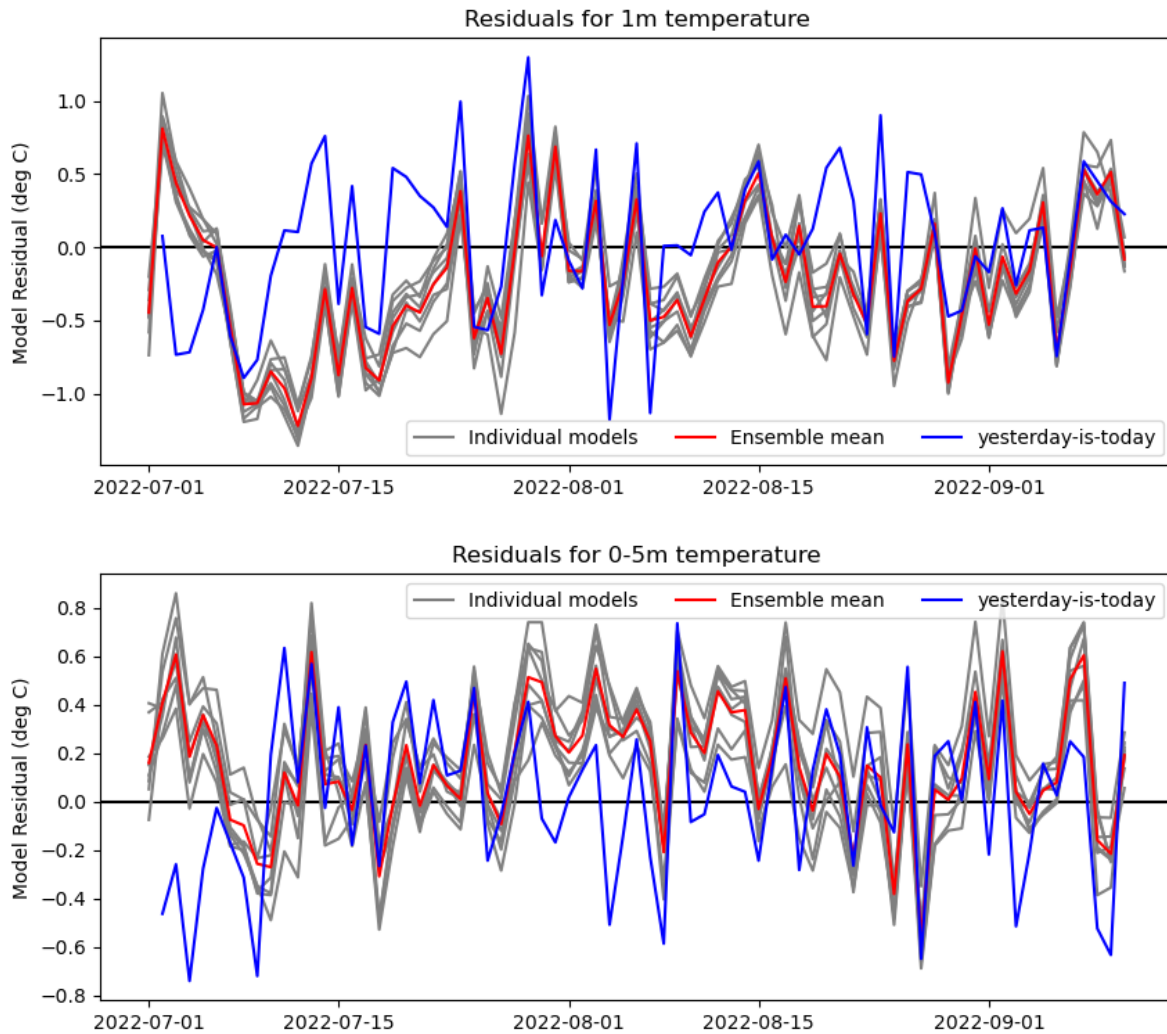 Residuals for 1m temperature
Model Residual (deg C)
1.0
0.5
0.0
−0.5
−1.0
Individual models Ensemble mean yesterday-is-today
2022-07-01 2022-07-15 2022-08-01 2022-08-15 2022-09-01
Residuals for 0-5m temperature
Model Residual (deg C)
Individual models Ensemble mean yesterday-is-today
0.8
0.6
0.4
0.2
0.0
−0.2
−0.4
−0.6
−0.8
2022-07-01 2022-07-15 2022-08-01 2022-08-15 2022-09-01